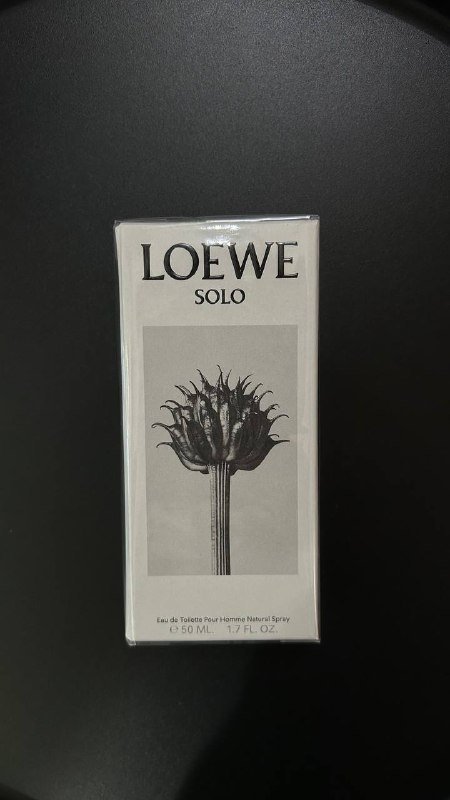 LOEWE
SOLO
Eau de Toilette Pour Homme Natural Spray
℮ 50 ML. 1.7 FL. OZ.